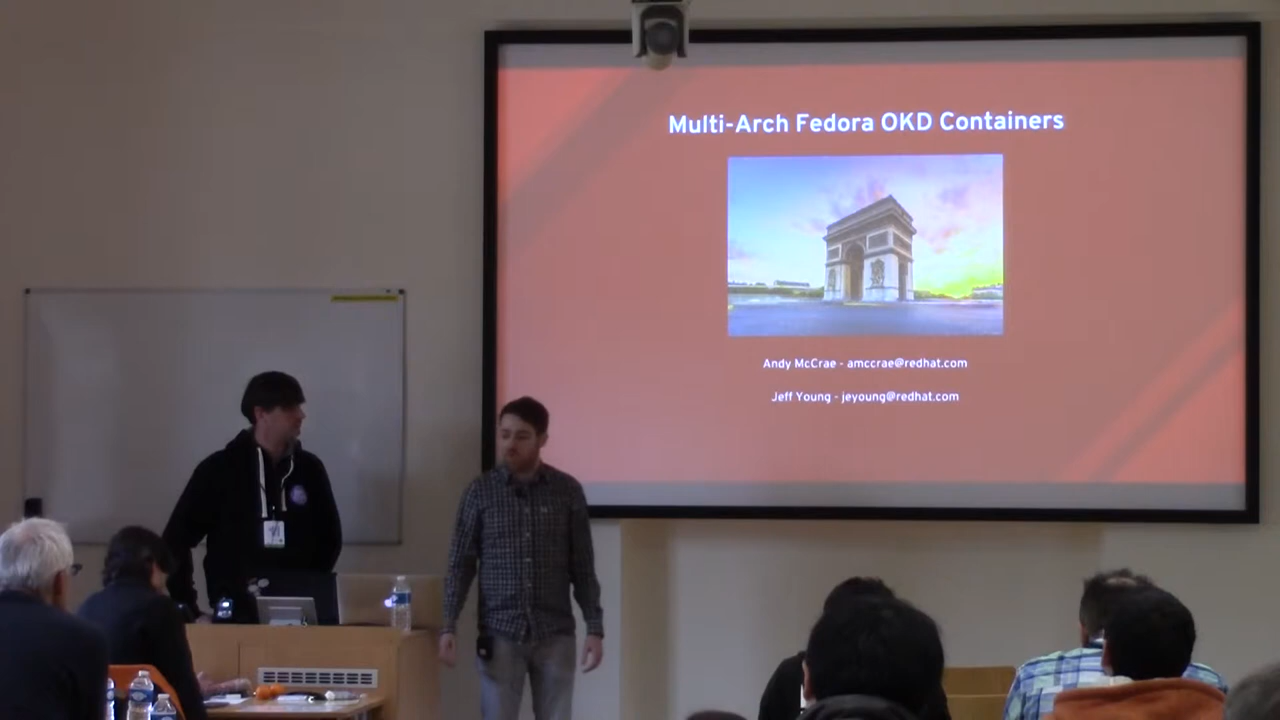 Multi-Arch Fedora OKD Containers
Andy McCrae - amccrae@redhat.com
Jeff Young - jeyoung@redhat.com